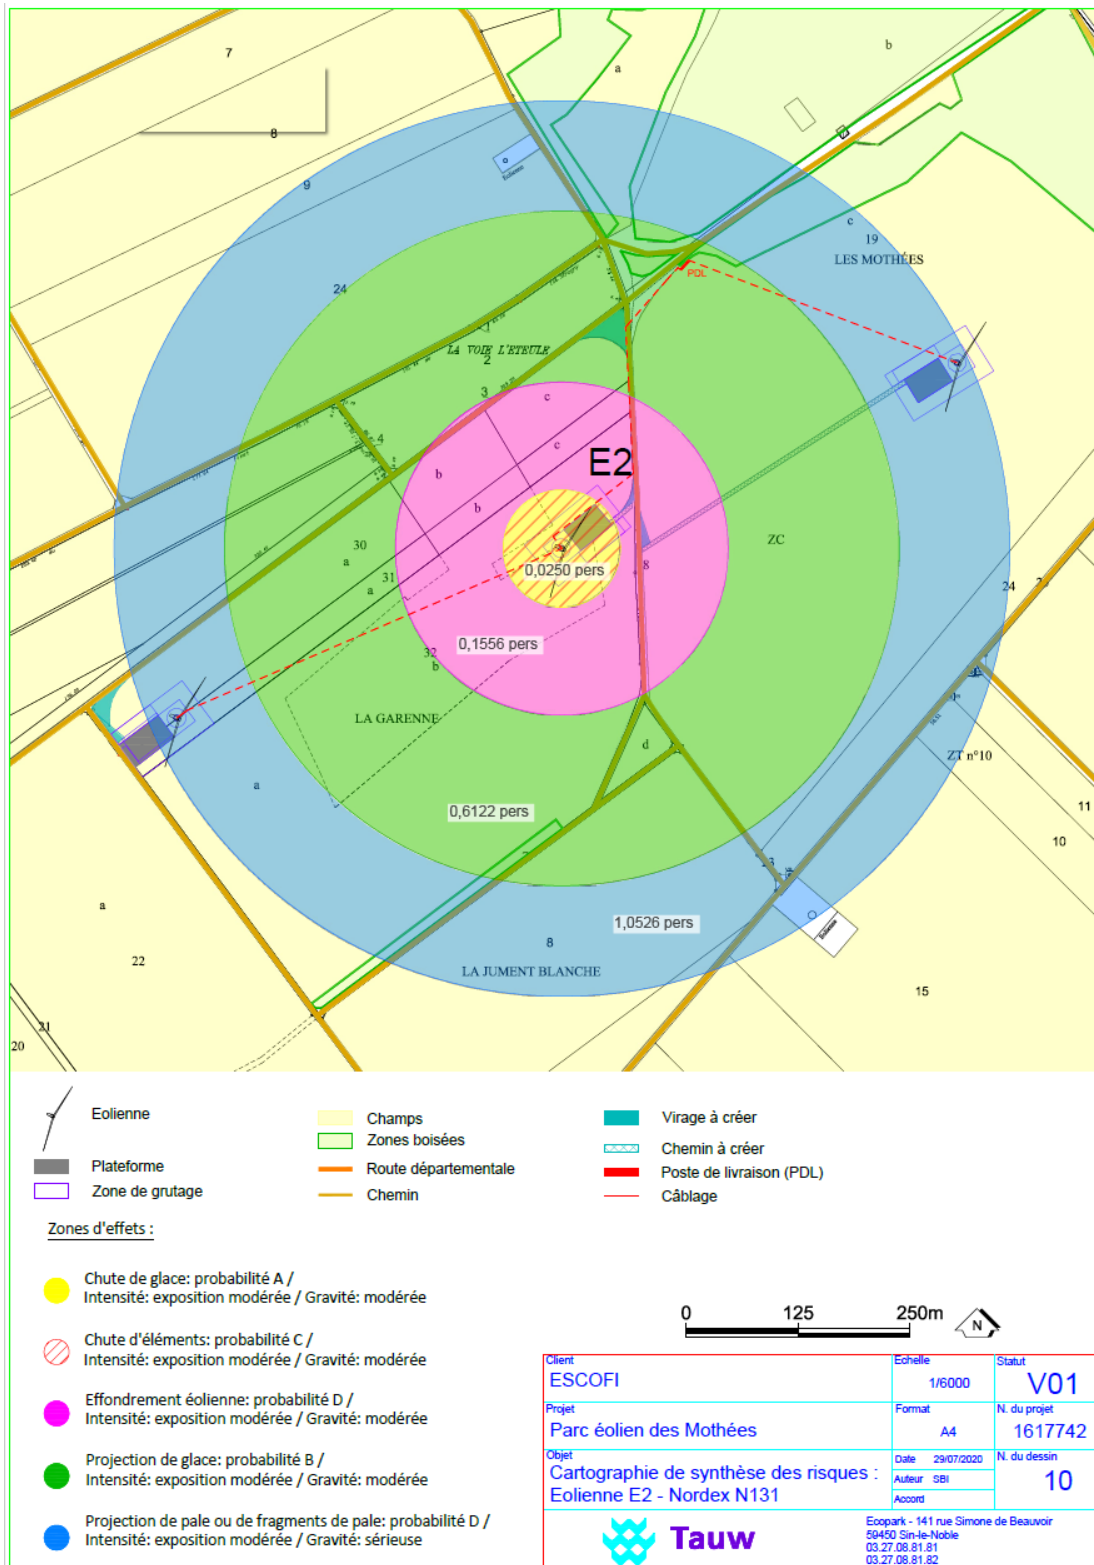 7
8
9
a
b
Eolienne
24
c
19
LES MOTHÉES
PDL
LA VOIE L'ETEULE
2
3
4
c
c
E2
b
b
30
a
31
a
ZC
0,0250 pers
8
24
0,1556 pers
32
b
LA GARENNE
d
ZT n°10
a
11
10
0,6122 pers
23
a
1,0526 pers
8
LA JUMENT BLANCHE
Eolienne
22
15
21
20
Eolienne
Plateforme
Zone de grutage
Champs
Zones boisées
Route départementale
Chemin
Virage à créer
Chemin à créer
Poste de livraison (PDL)
Câblage
Zones d'effets :
Chute de glace: probabilité A /
Intensité: exposition modérée / Gravité: modérée
Chute d'éléments: probabilité C /
Intensité: exposition modérée / Gravité: modérée
Effondrement éolienne: probabilité D /
Intensité: exposition modérée / Gravité: modérée
Projection de glace: probabilité B /
Intensité: exposition modérée / Gravité: modérée
Projection de pale ou de fragments de pale: probabilité D /
Intensité: exposition modérée / Gravité: sérieuse
0 125 250m
N
Client
ESCOFI
Echelle
1/6000
Statut
V01
Projet
Parc éolien des Mothées
Format
A4
N. du projet
1617742
Objet
Cartographie de synthèse des risques :
Eolienne E2 - Nordex N131
Date 29/07/2020
Auteur SBI
Accord
N. du dessin
10
Tauw
Ecopark - 141 rue Simone de Beauvoir
59450 Sin-le-Noble
03.27.08.81.81
03.27.08.81.82